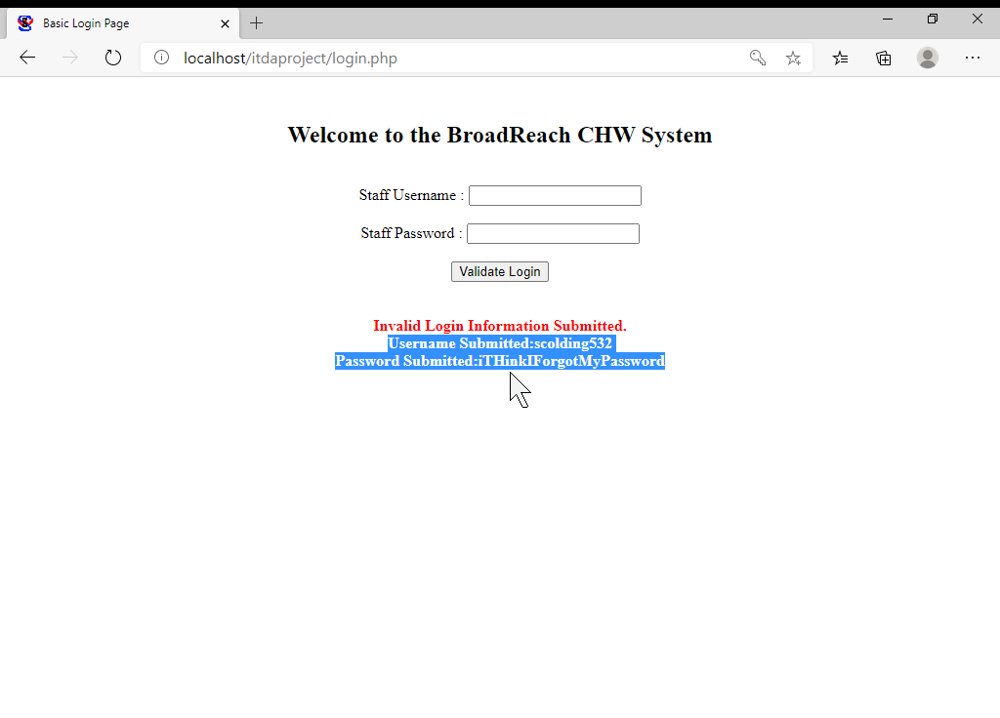 Basic Login Page
localhost/itdaproject/login.php
Welcome to the BroadReach CHW System
Staff Username :
Staff Password :
Validate Login
Invalid Login Information Submitted.
Username Submitted:scolding532
Password Submitted:iTHinkIForgotMyPassword